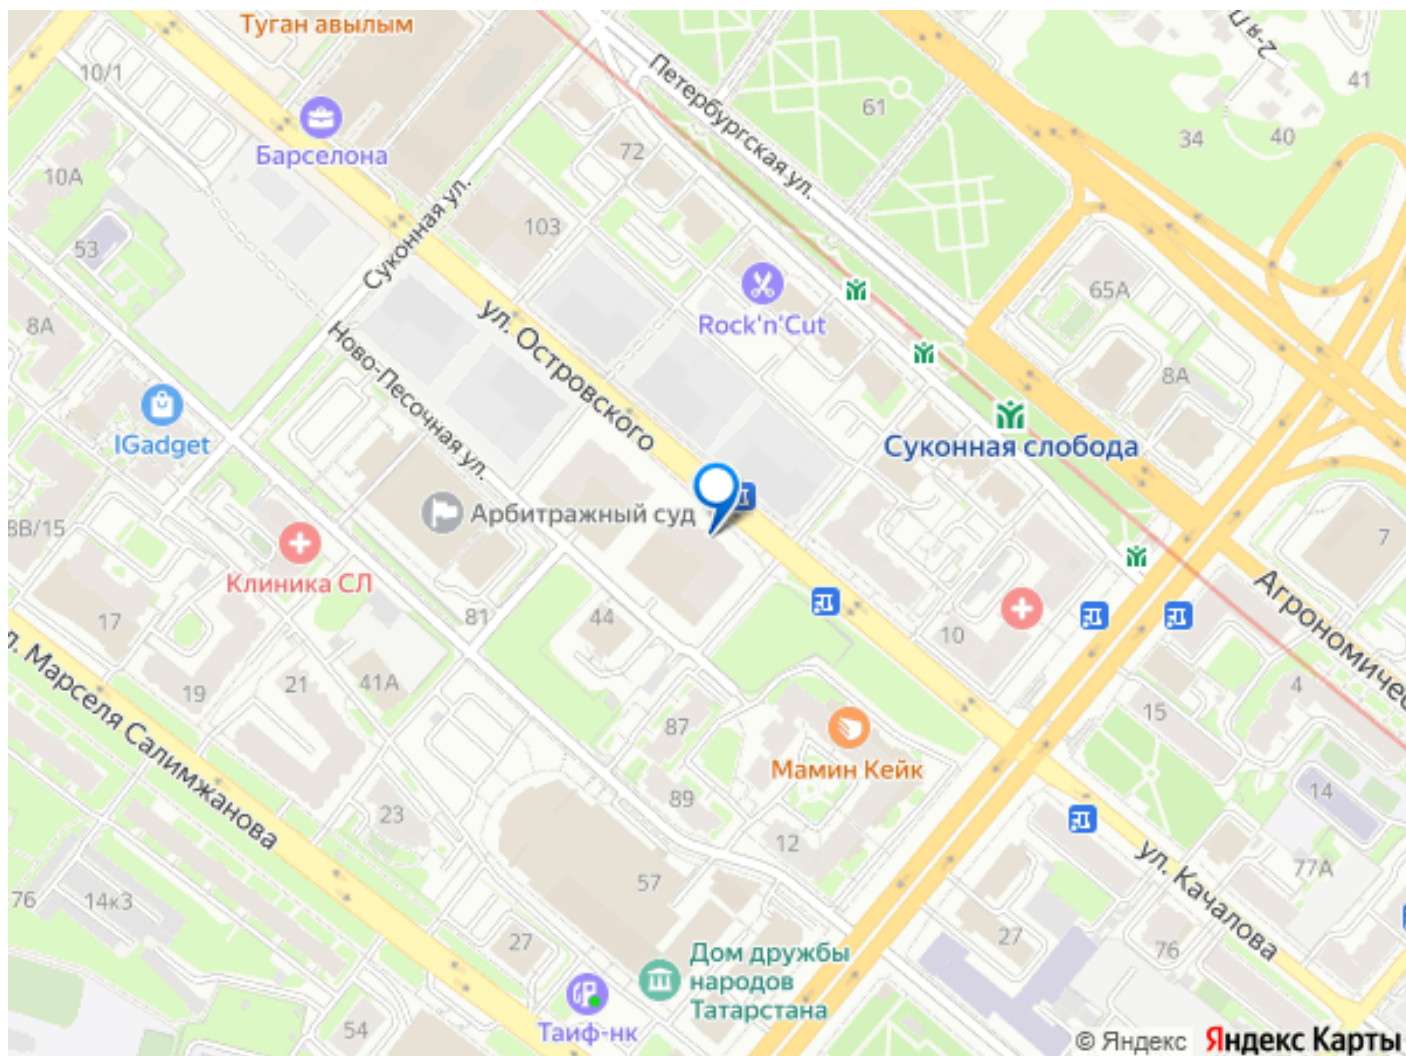 Туган авылым
10/1
2-я П
41
61
Петербургская ул.
34
40
Барселона
72
10А
Суконная ул.
103
53
65А
8А
ул. Островского
Rock'n'Cut
Ново-Песочная ул.
8А
IGadget
Суконная слобода
Арбитражный суд
8В/15
7
Клиника СЛ
Агрономичес
81
44
10
17
л. Марселя Салимжанова
19
21
41А
4
15
87
Мамин Кейк
14
89
23
12
ул. Качалова
77А
57
76
14к3
27
27
76
Дом дружбы
народов
Татарстана
Таиф-нк
54
© Яндекс Яндекс Карты